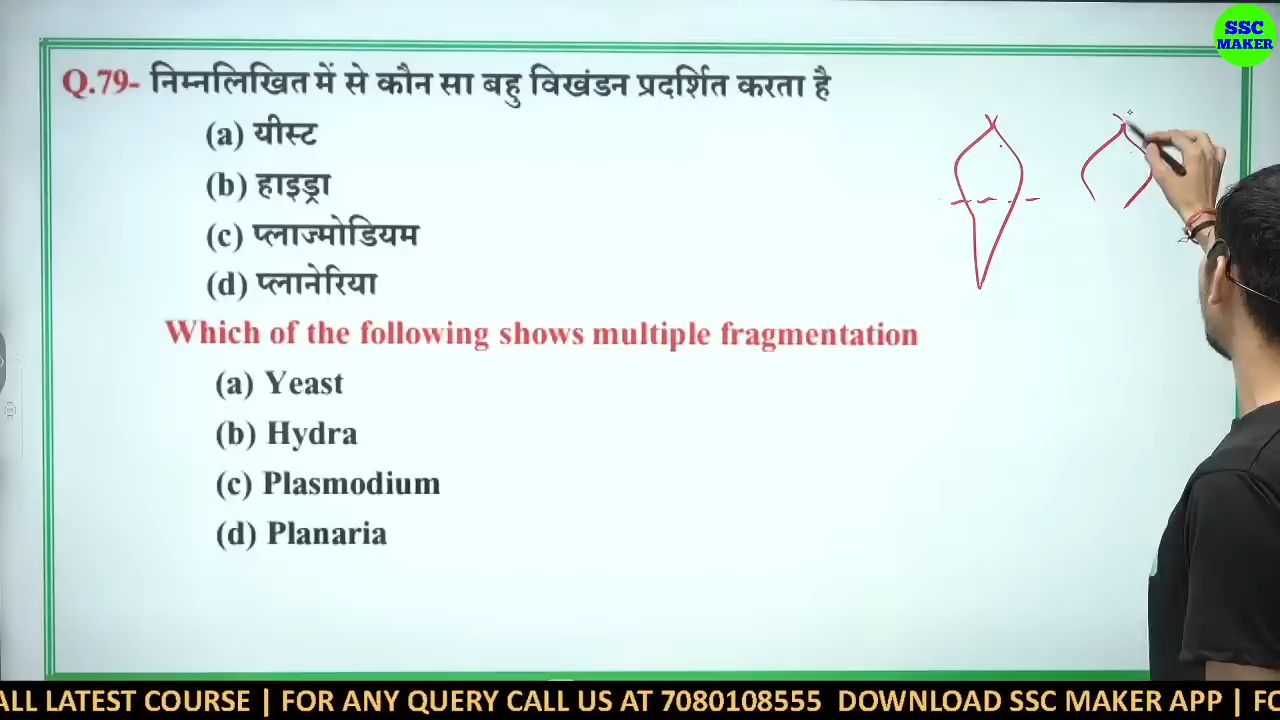 SSC
MAKER
Q.79- निम्नलिखित में से कौन सा बहु विखंडन प्रदर्शित करता है
(a) यीस्ट
(b) हाइड्रा
(c) प्लाज्मोडियम
(d) प्लानेरिया
Which of the following shows multiple fragmentation
(a) Yeast
(b) Hydra
(c) Plasmodium
(d) Planaria
ALL LATEST COURSE | FOR ANY QUERY CALL US AT 7080108555 DOWNLOAD SSC MAKER APP | FO